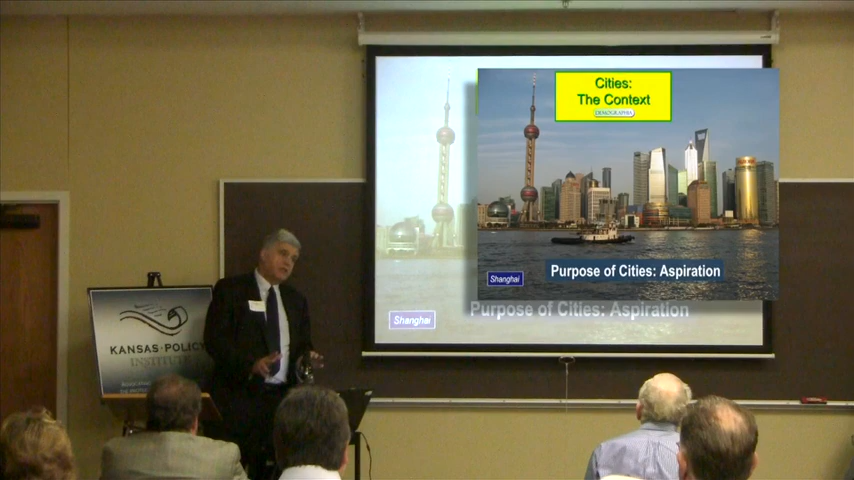 Cities:
The Context
DEMOGRAPHIA
Shanghai
Purpose of Cities: Aspiration
Shanghai
Purpose of Cities: Aspiration
KANSAS POLICY
INSTITUTE